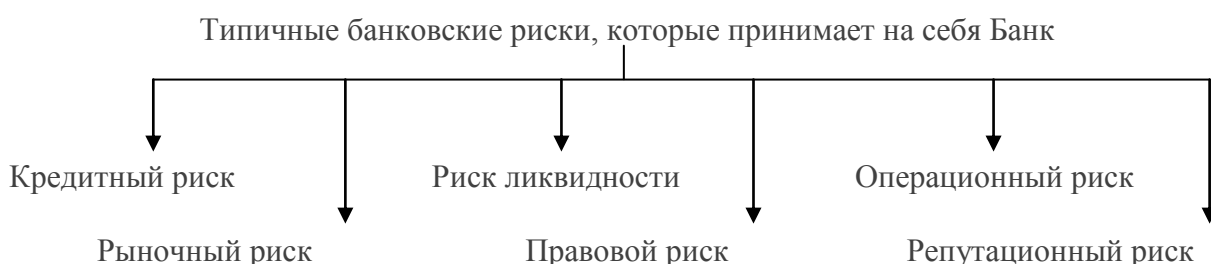 Типичные банковские риски, которые принимает на себя Банк
Кредитный риск Риск ликвидности Операционный риск
Рыночный риск Правовой риск Репутационный риск